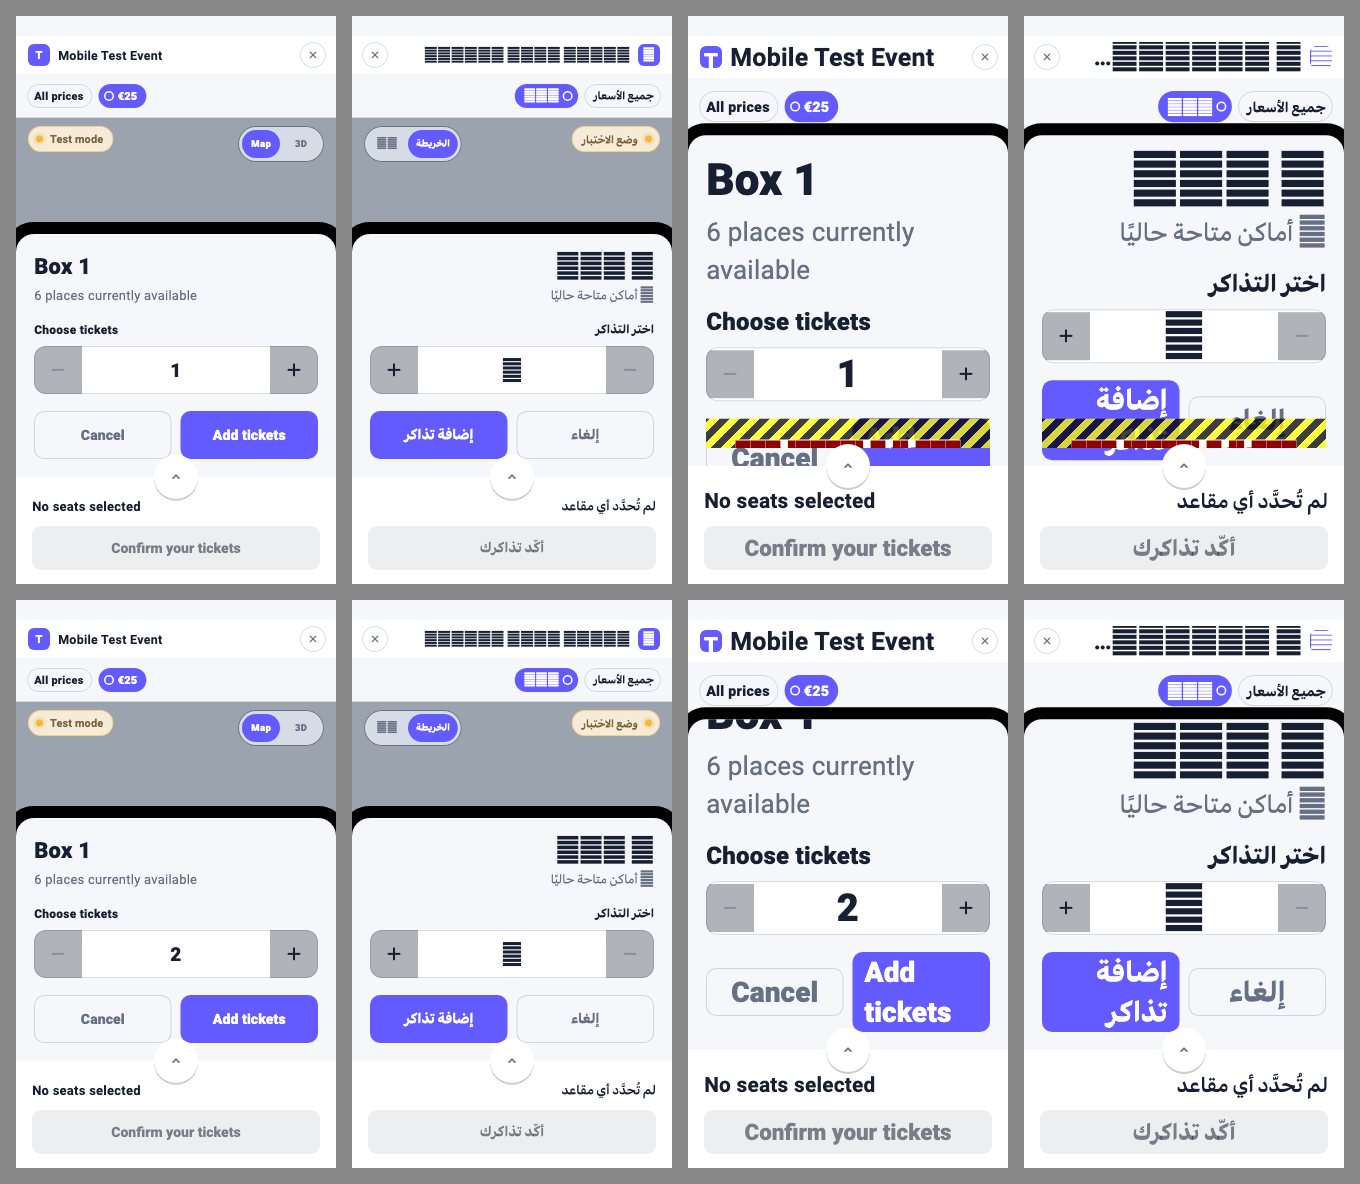 T Mobile Test Event ×
All prices €25
Test mode Map 3D
Box 1
6 places currently available
Choose tickets
− 1 +
Cancel Add tickets
No seats selected
Confirm your tickets
×
جميع الأسعار
وضع الاختبار الخريطة
أماكن متاحة حاليًا
اختر التذاكر
− +
إلغاء إضافة تذاكر
لم تُحدَّد أي مقاعد
أكّد تذاكرك
T Mobile Test Event ×
All prices €25
Box 1
6 places currently
available
Choose tickets
− 1 +
Cancel
No seats selected
Confirm your tickets
... ×
جميع الأسعار
أماكن متاحة حاليًا
اختر التذاكر
− +
إلغاء إضافة
تذاكر
لم تُحدَّد أي مقاعد
أكّد تذاكرك
T Mobile Test Event ×
All prices €25
Test mode Map 3D
Box 1
6 places currently available
Choose tickets
− 2 +
Cancel Add tickets
No seats selected
Confirm your tickets
×
جميع الأسعار
وضع الاختبار الخريطة
أماكن متاحة حاليًا
اختر التذاكر
− +
إلغاء إضافة تذاكر
لم تُحدَّد أي مقاعد
أكّد تذاكرك
T Mobile Test Event ×
All prices €25
Box 1
6 places currently
available
Choose tickets
− 2 +
Cancel Add
tickets
No seats selected
Confirm your tickets
... ×
جميع الأسعار
أماكن متاحة حاليًا
اختر التذاكر
− +
إلغاء إضافة
تذاكر
لم تُحدَّد أي مقاعد
أكّد تذاكرك